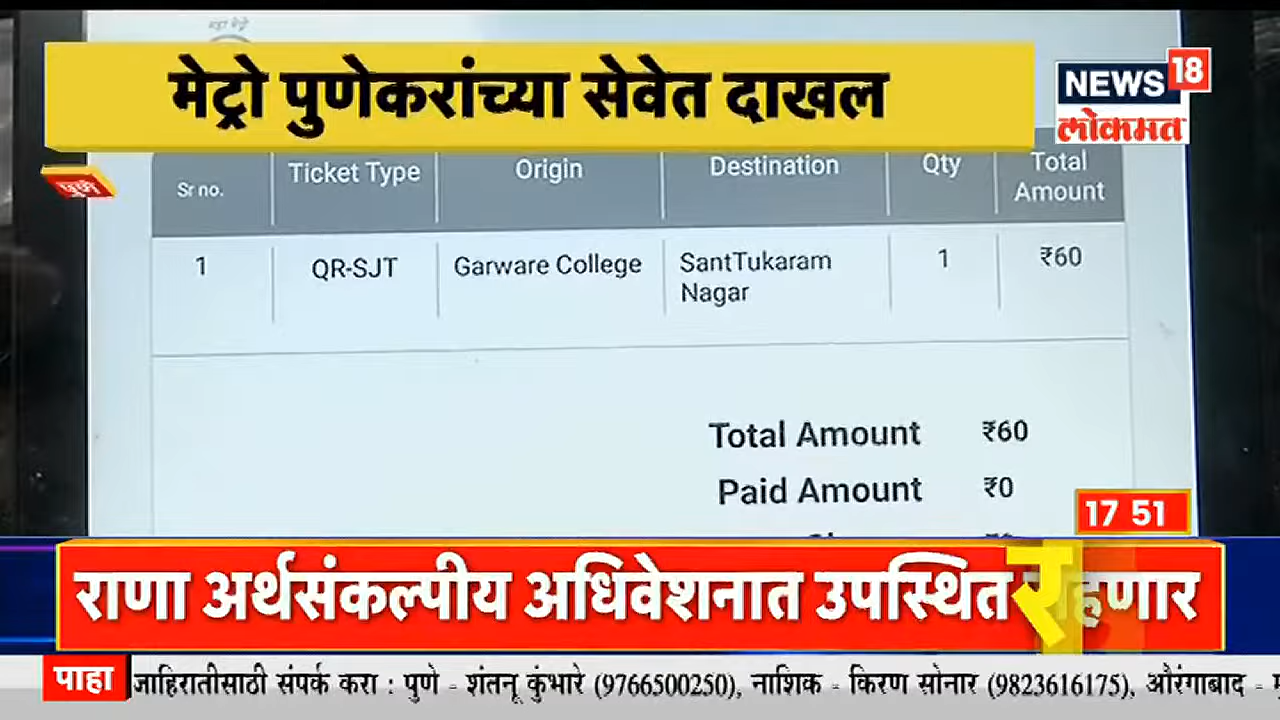 महा मेट्रो
मेट्रो पुणेकरांच्या सेवेत दाखल
NEWS 18
लोकमत
पुणे
Sr no. Ticket Type Origin Destination Qty Total Amount
1 QR-SJT Garware College SantTukaram Nagar 1 ₹60
Total Amount ₹60
Paid Amount ₹0
17 51
राणा अर्थसंकल्पीय अधिवेशनात उपस्थित राहणार
पाहा जाहिरातीसाठी संपर्क करा : पुणे - शंतनू कुंभारे (9766500250), नाशिक - किरण सोनार (9823616175), औरंगाबाद -